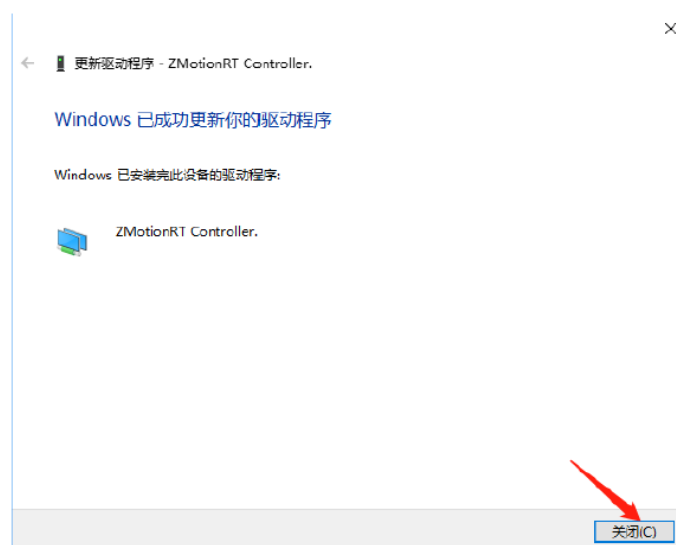 更新驱动程序 - ZMotionRT Controller.
Windows 已成功更新你的驱动程序
Windows 已安装完此设备的驱动程序:
ZMotionRT Controller.
关闭(C)